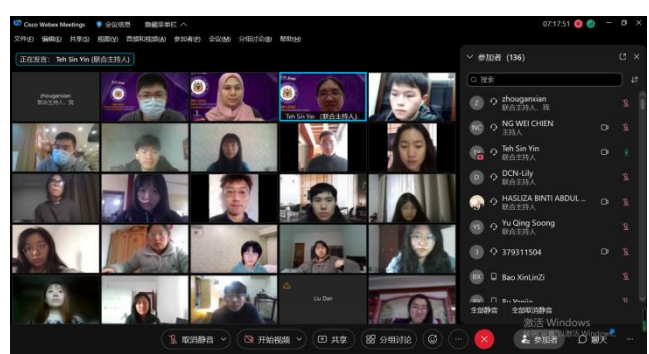 Cisco Webex Meetings 会议信息 隐藏菜单栏
07:17:51
文件(F) 编辑(E) 共享(S) 视图(V) 音频和视频(A) 参加者(P) 会议(M) 分组讨论(B) 帮助(H)
正在发言: Teh Sin Yin (联合主持人)
zhouganxian
联合主持人, 我
Teh Sin Yin (联合主持人)
Liu Dan
参加者 (136)
搜索
Z zhouganxian
联合主持人, 我
NC NG WEI CHIEN
主持人
Teh Sin Yin
联合主持人
D DCN-Lily
联合主持人
HASLIZA BINTI ABDUL ...
联合主持人
YS Yu Qing Soong
联合主持人
3 379311504
BX Bao XinLinZi
全部静音 全部取消静音
激活 Windows
取消静音 开始视频 共享 分组讨论 参加者 聊天